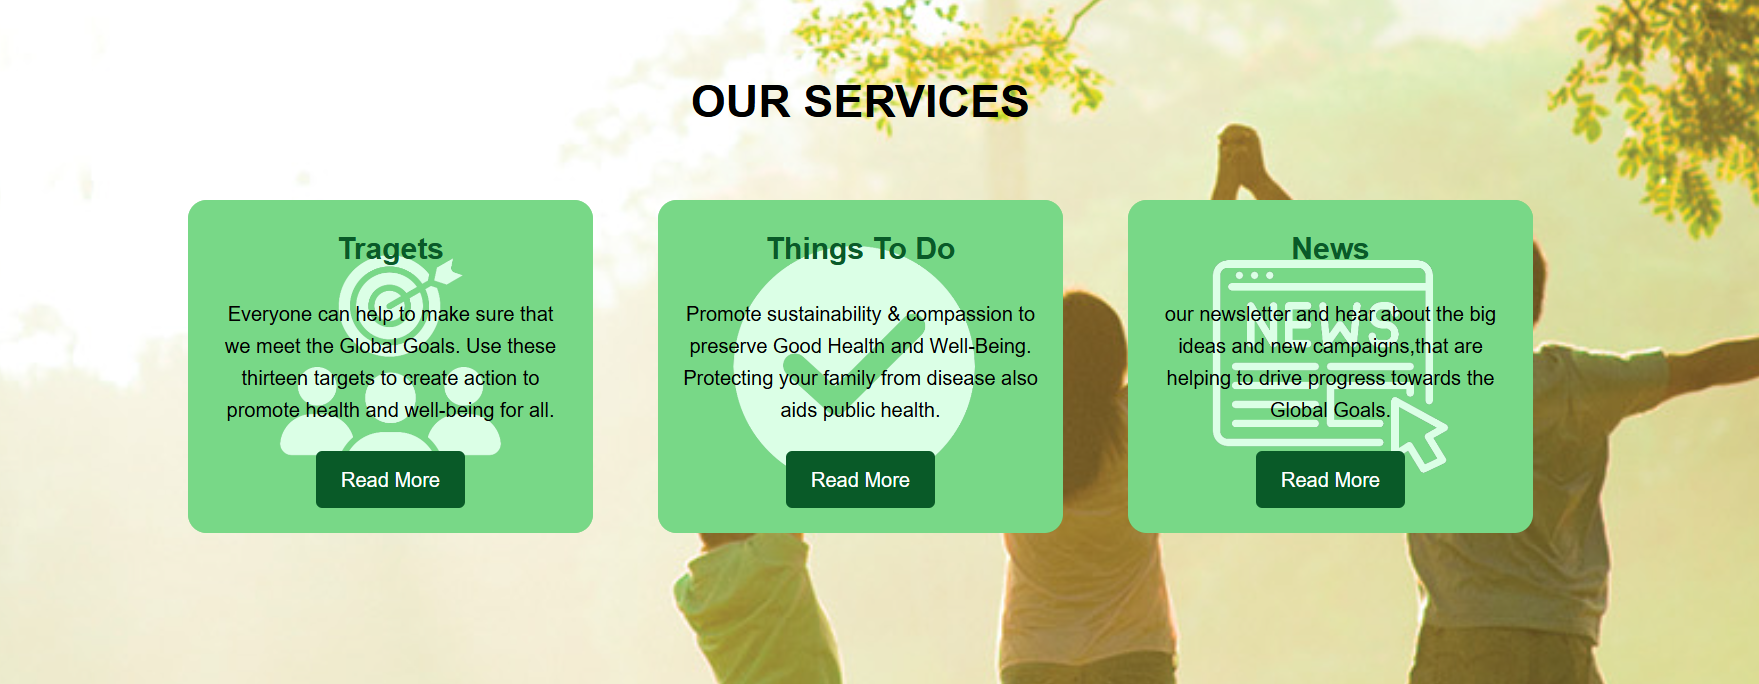 OUR SERVICES
Tragets
Everyone can help to make sure that
we meet the Global Goals. Use these
thirteen targets to create action to
promote health and well-being for all.
Read More
Things To Do
Promote sustainability & compassion to
preserve Good Health and Well-Being.
Protecting your family from disease also
aids public health.
Read More
News
NEWS
our newsletter and hear about the big
ideas and new campaigns,that are
helping to drive progress towards the
Global Goals.
Read More